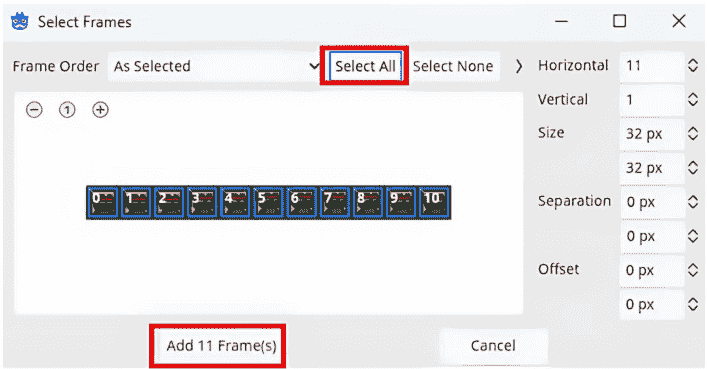 Select Frames
Frame Order As Selected Select All Select None Horizontal 11
Vertical 1
Size 32 px
32 px
Separation 0 px
0 px
Offset 0 px
0 px
1
0 1 2 3 4 5 6 7 8 9 10
Add 11 Frame(s) Cancel